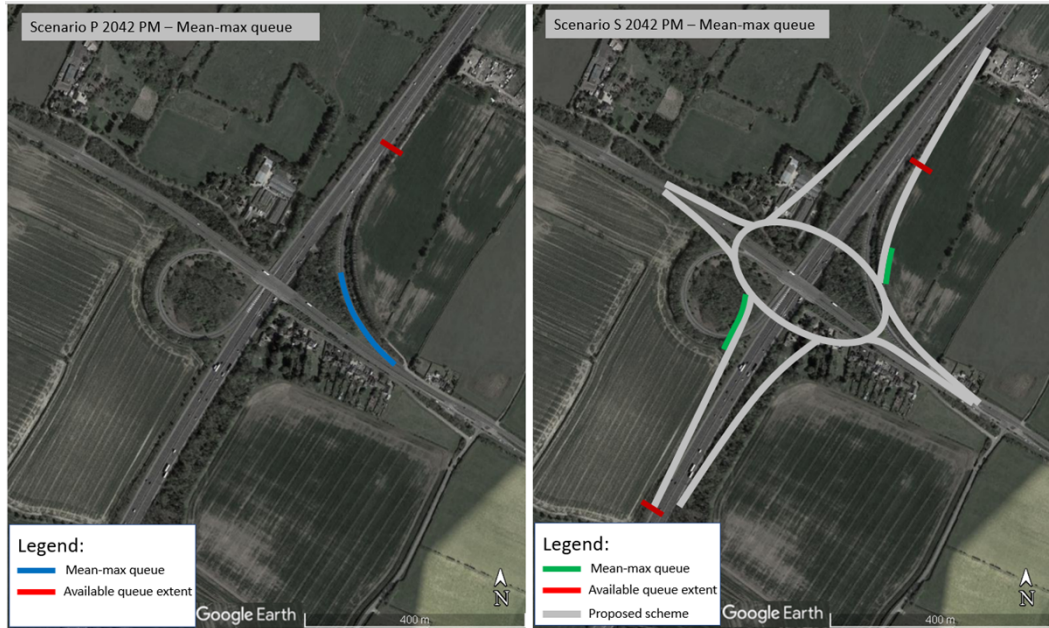 Scenario P 2042 PM – Mean-max queue
Legend:
Mean-max queue
Available queue extent
N
Google Earth
400 m
Scenario S 2042 PM – Mean-max queue
Legend:
Mean-max queue
Available queue extent
Proposed scheme
N
Google Earth
400 m